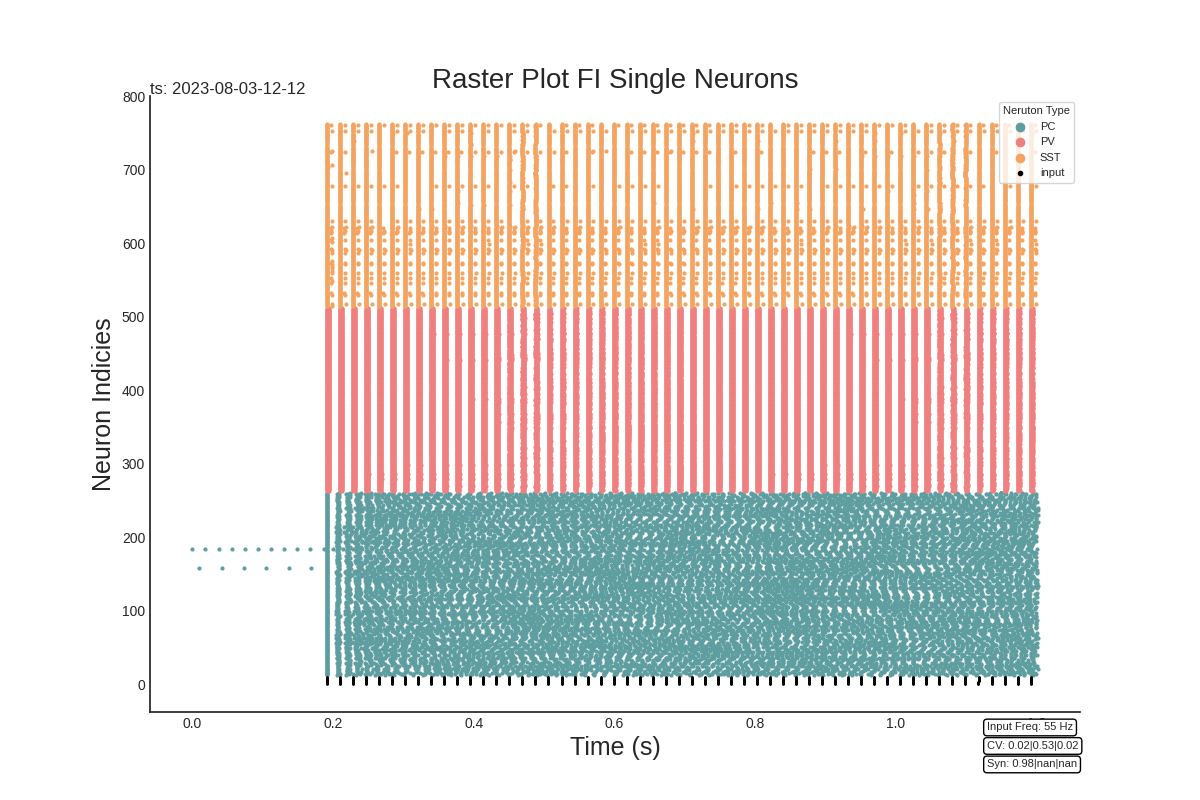 Raster Plot FI Single Neurons
ts: 2023-08-03-12-12
800
700
600
500
400
300
200
100
0
Neuron Indicies
Neruton Type
PC
PV
SST
input
0.0
0.2
0.4
0.6
0.8
1.0
Time (s)
Input Freq: 55 Hz
CV: 0.02|0.53|0.02
Syn: 0.98|nan|nan